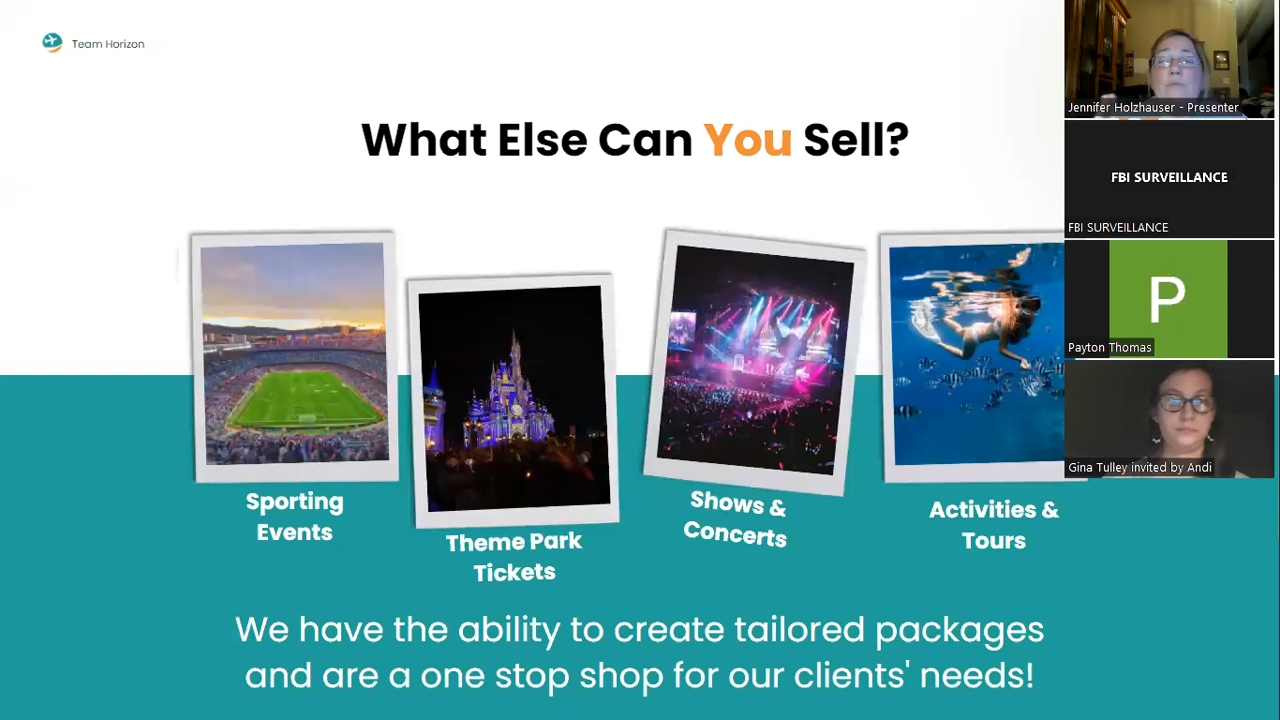 Team Horizon
What Else Can You Sell?
Sporting
Events
Theme Park
Tickets
Shows &
Concerts
Activities &
Tours
We have the ability to create tailored packages
and are a one stop shop for our clients' needs!
Jennifer Holzhauser - Presenter
FBI SURVEILLANCE
FBI SURVEILLANCE
P
Payton Thomas
Gina Tulley invited by Andi